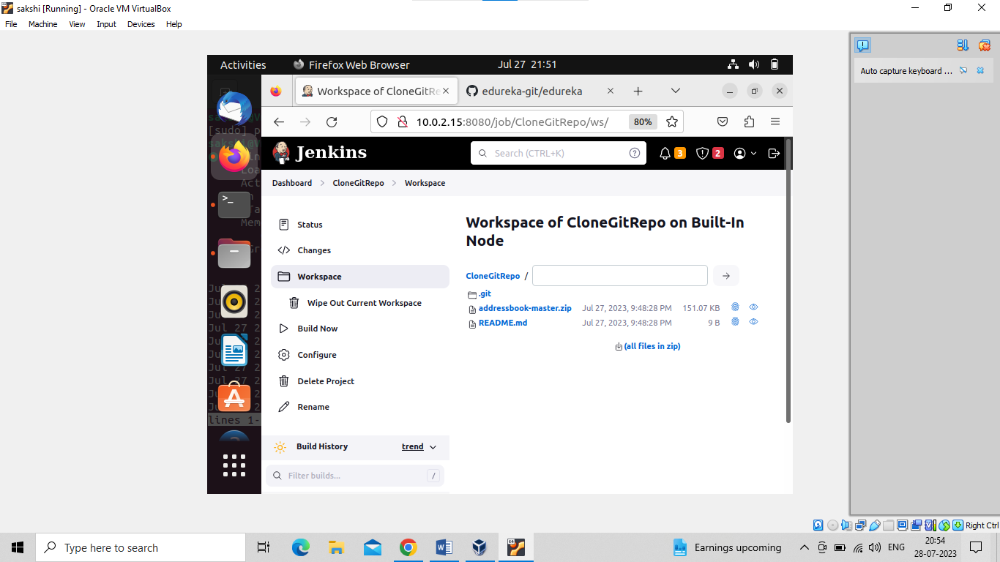 sakshi [Running] - Oracle VM VirtualBox
File Machine View Input Devices Help
Auto capture keyboard ...
Activities Firefox Web Browser Jul 27 21:51
Workspace of CloneGitRe edureka-git/edureka
10.0.2.15:8080/job/CloneGitRepo/ws/ 80%
Jenkins Search (CTRL+K) 3 2
Dashboard CloneGitRepo Workspace
Status
Changes
Workspace
Wipe Out Current Workspace
Build Now
Configure
Delete Project
Rename
Build History trend
Filter builds... /
Workspace of CloneGitRepo on Built-In
Node
CloneGitRepo /
.git
addressbook-master.zip Jul 27, 2023, 9:48:28 PM 151.07 KB
README.md Jul 27, 2023, 9:48:28 PM 9 B
(all files in zip)
lines 1-
Right Ctrl
Type here to search
Earnings upcoming
ENG
20:54
28-07-2023